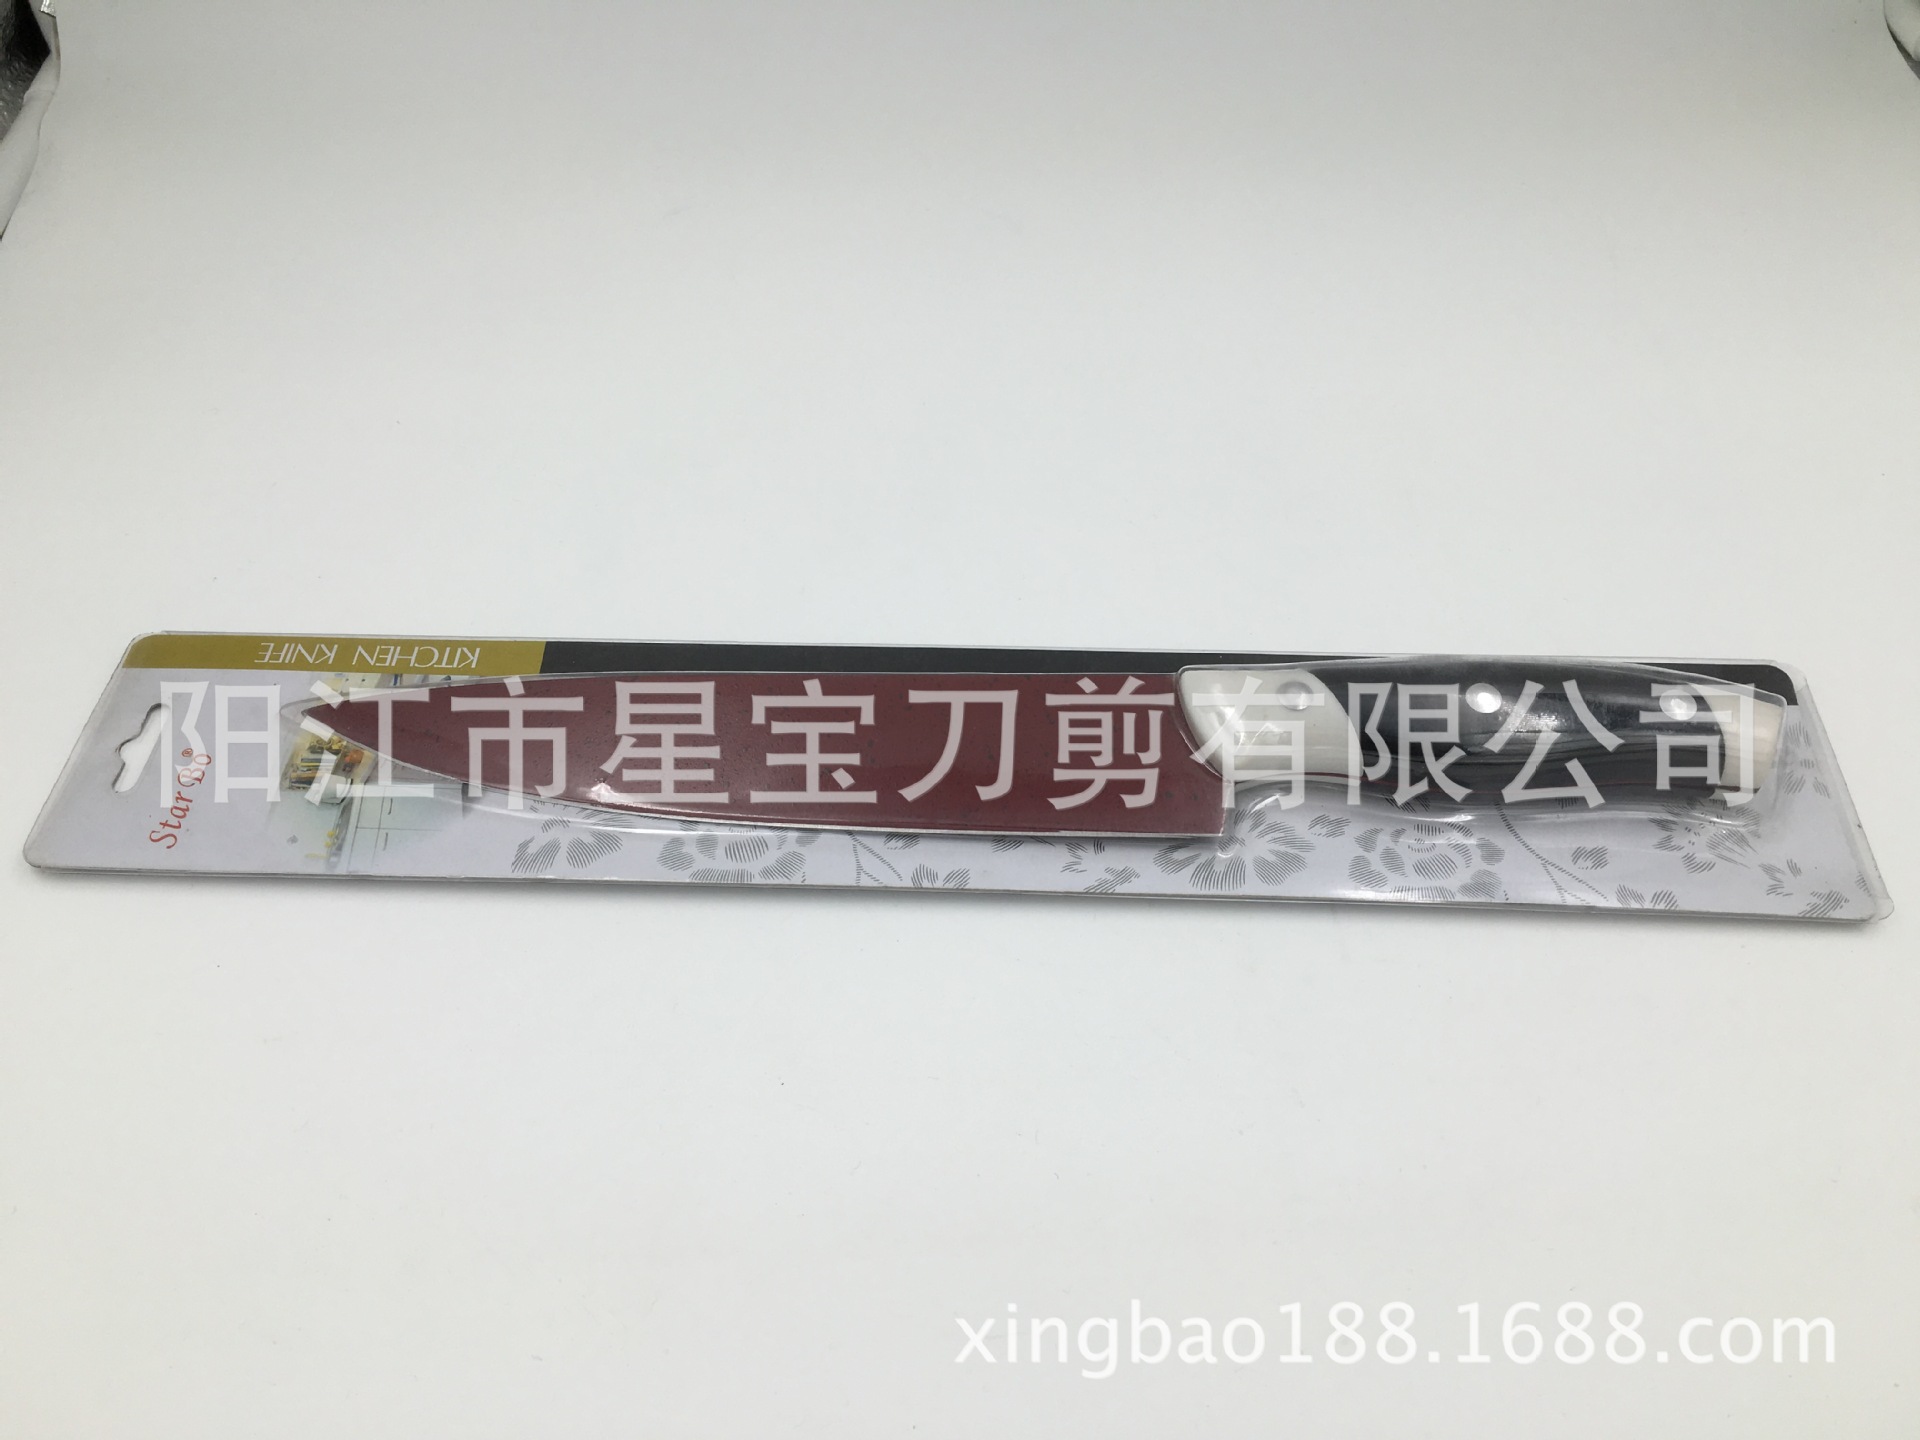 KITCHEN KNIFE
Star Bo®
阳江市星宝刀剪有限公司
xingbao188.1688.com